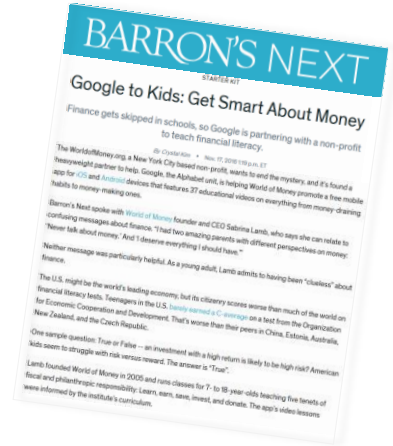 BARRON'S NEXT
STARTER KIT
Google to Kids: Get Smart About Money
Finance gets skipped in schools, so Google is partnering with a non-profit
to teach financial literacy.
By Crystal Kim • Nov. 17, 2016 1:19 p.m. ET
The WorldofMoney.org, a New York City based non-profit, wants to end the mystery, and it's found a
heavyweight partner to help. Google, the Alphabet unit, is helping World of Money promote a free mobile
app for iOS and Android devices that features 37 educational videos on everything from money-draining
habits to money-making ones.
Barron's Next spoke with World of Money founder and CEO Sabrina Lamb, who says she can relate to
confusing messages about finance. "I had two amazing parents with different perspectives on money:
'Never talk about money.' And 'I deserve everything I should have.'"
Neither message was particularly helpful. As a young adult, Lamb admits to having been "clueless" about
finance.
The U.S. might be the world's leading economy, but its citizenry scores worse than much of the world on
financial literacy tests. Teenagers in the U.S. barely earned a C-average on a test from the Organization
for Economic Cooperation and Development. That's worse than their peers in China, Estonia, Australia,
New Zealand, and the Czech Republic.
One sample question: True or False — an investment with a high return is likely to be high risk? American
kids seem to struggle with risk versus reward. The answer is "True".
Lamb founded World of Money in 2005 and runs classes for 7- to 18-year-olds teaching five tenets of
fiscal and philanthropic responsibility: Learn, earn, save, invest, and donate. The app's video lessons
were informed by the institute's curriculum.